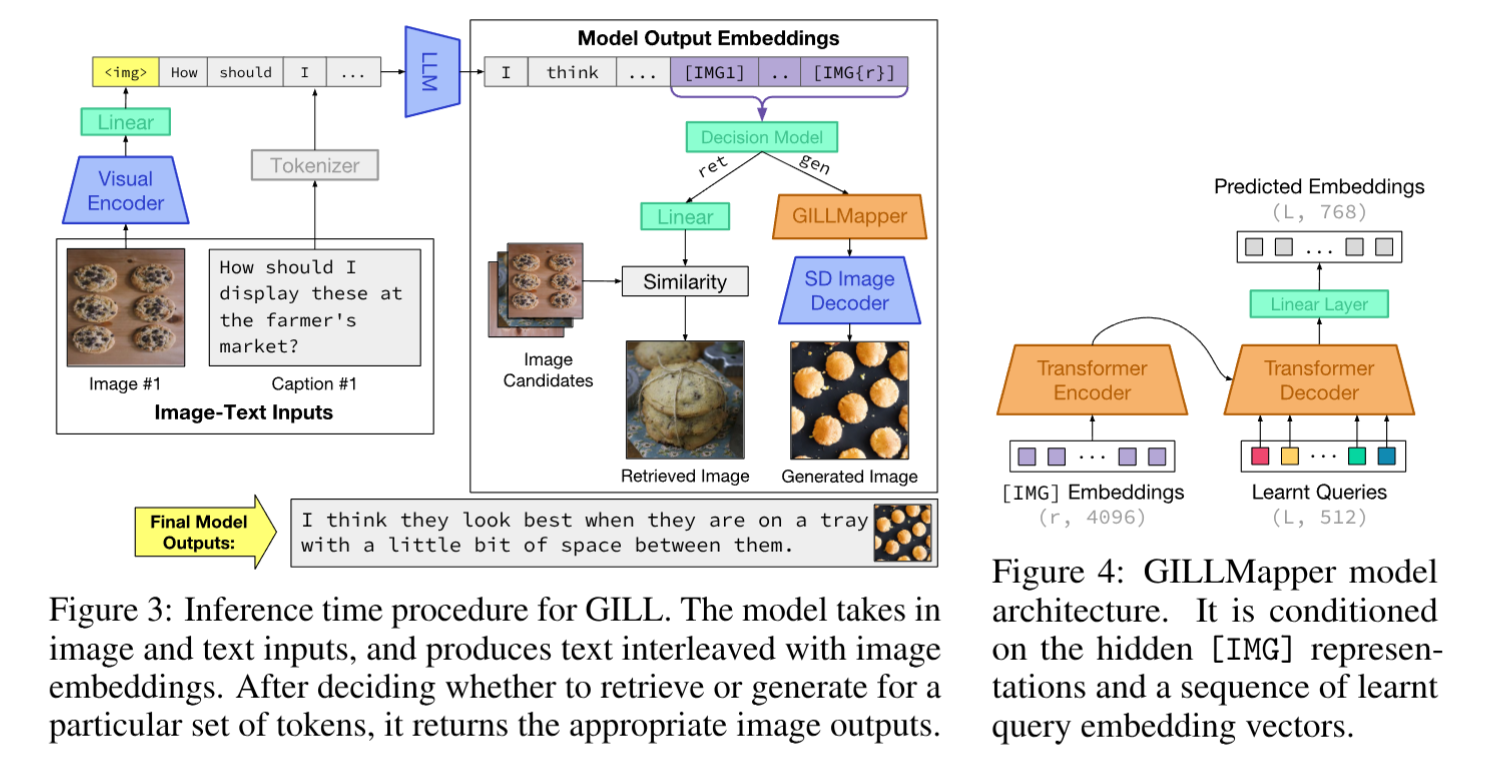 Model Output Embeddings
<img> How should I ...
LLM
I think ... [IMG1] .. [IMG{r}]
Linear
Decision Model
Tokenizer
ret gen
Visual
Encoder
Linear
GILLMapper
How should I
display these at
the farmer's
market?
Similarity
SD Image
Decoder
Image
Candidates
Image #1
Caption #1
Image-Text Inputs
Retrieved Image
Generated Image
Final Model
Outputs:
I think they look best when they are on a tray
with a little bit of space between them.
Figure 3: Inference time procedure for GILL. The model takes in
image and text inputs, and produces text interleaved with image
embeddings. After deciding whether to retrieve or generate for a
particular set of tokens, it returns the appropriate image outputs.
Predicted Embeddings
(L, 768)
...
Linear Layer
Transformer
Encoder
Transformer
Decoder
...
...
[IMG] Embeddings
(r, 4096)
Learnt Queries
(L, 512)
Figure 4: GILLMapper model
architecture. It is conditioned
on the hidden [IMG] represen-
tations and a sequence of learnt
query embedding vectors.